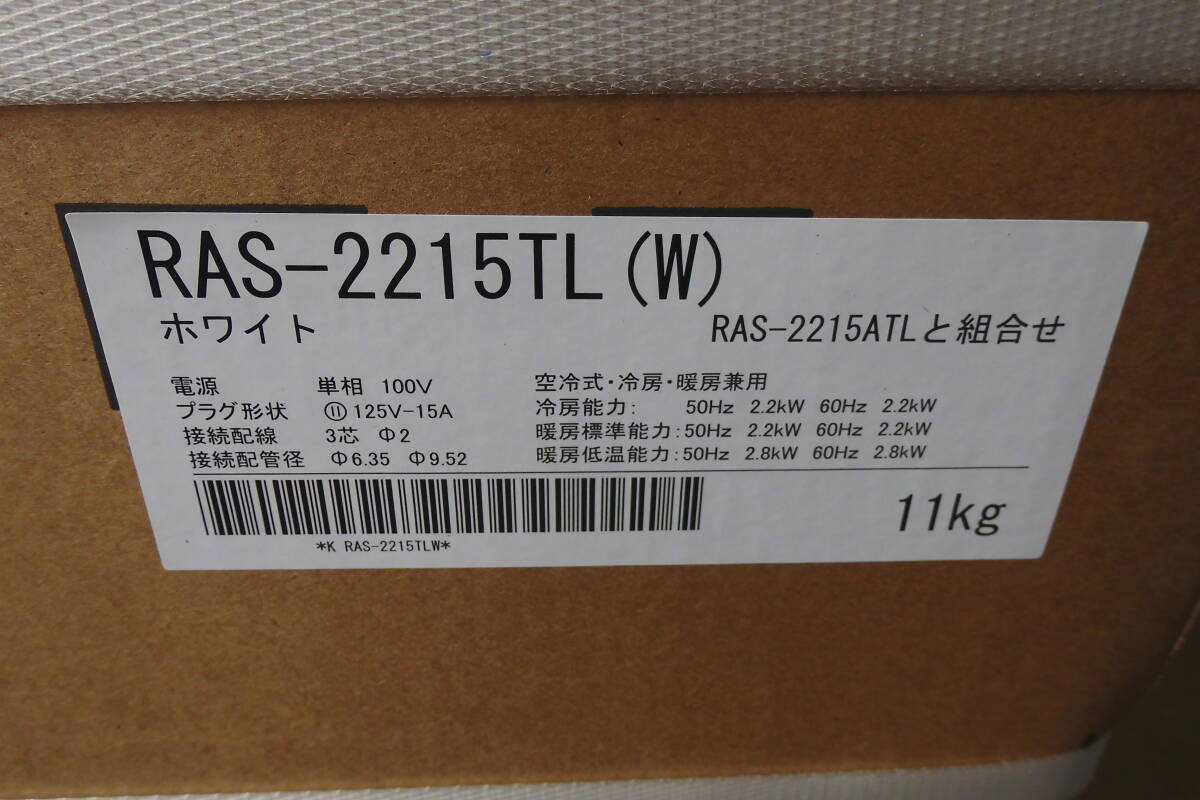 RAS-2215TL(W)
ホワイト
RAS-2215ATLと組合せ
電源 単相 100V
プラグ形状 125V-15A
接続配線 3芯 Φ2
接続配管径 Φ6.35 Φ9.52
空冷式・冷房・暖房兼用
冷房能力: 50Hz 2.2kW 60Hz 2.2kW
暖房標準能力:50Hz 2.2kW 60Hz 2.2kW
暖房低温能力:50Hz 2.8kW 60Hz 2.8kW
*K RAS-2215TLW*
11kg